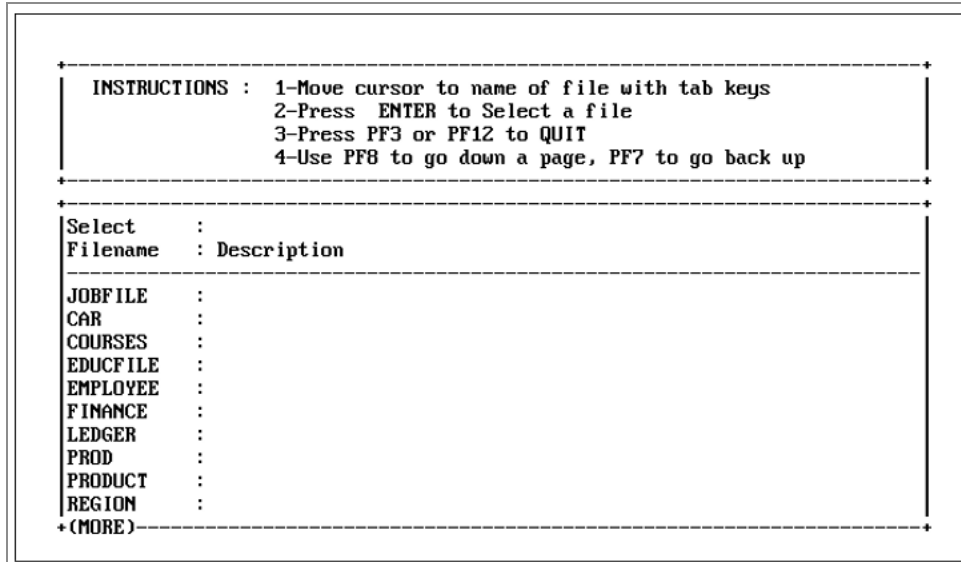 INSTRUCTIONS : 1-Move cursor to name of file with tab keys
2-Press ENTER to Select a file
3-Press PF3 or PF12 to QUIT
4-Use PF8 to go down a page, PF7 to go back up
Select :
Filename : Description
JOBFILE :
CAR :
COURSES :
EDUCFILE :
EMPLOYEE :
FINANCE :
LEDGER :
PROD :
PRODUCT :
REGION :
(MORE)